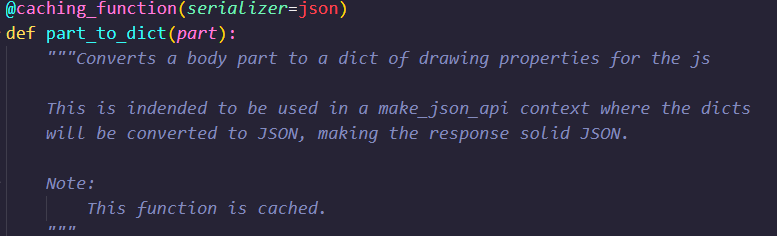 @caching_function(serializer=json)
def part_to_dict(part):
"""Converts a body part to a dict of drawing properties for the js
This is indended to be used in a make_json_api context where the dicts
will be converted to JSON, making the response solid JSON.
Note:
This function is cached.
"""